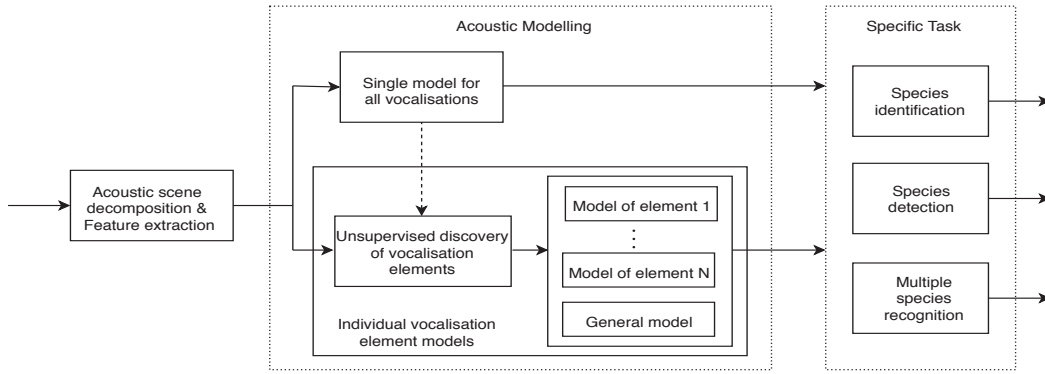 Acoustic Modelling
Specific Task
Single model for
all vocalisations
Species
identification
Acoustic scene
decomposition &
Feature extraction
Model of element 1
Species
detection
Unsupervised discovery
of vocalisation
elements
Model of element N
Multiple
species
recognition
General model
Individual vocalisation
element models